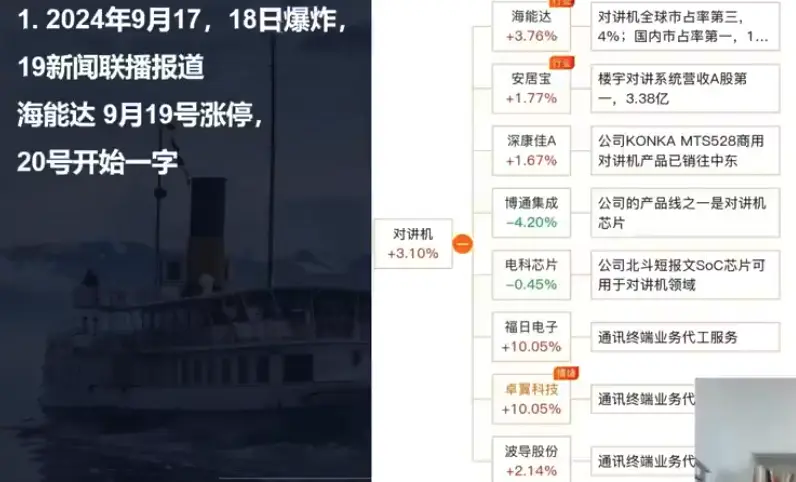 1. 2024年9月17，18日爆炸，
19新闻联播报道
海能达 9月19号涨停，
20号开始一字
对讲机
+3.10%
行业
海能达
+3.76%
对讲机全球市占率第三，
4%；国内市占率第一，1...
行业
安居宝
+1.77%
楼宇对讲系统营收A股第
一，3.38亿
深康佳A
+1.67%
公司KONKA MTS528商用
对讲机产品已销往中东
博通集成
-4.20%
公司的产品线之一是对讲机
芯片
电科芯片
-0.45%
公司北斗短报文SoC芯片可
用于对讲机领域
福日电子
+10.05%
通讯终端业务代工服务
卓翼科技
+10.05%
通讯终端业务代
波导股份
+2.14%
通讯终端业务代